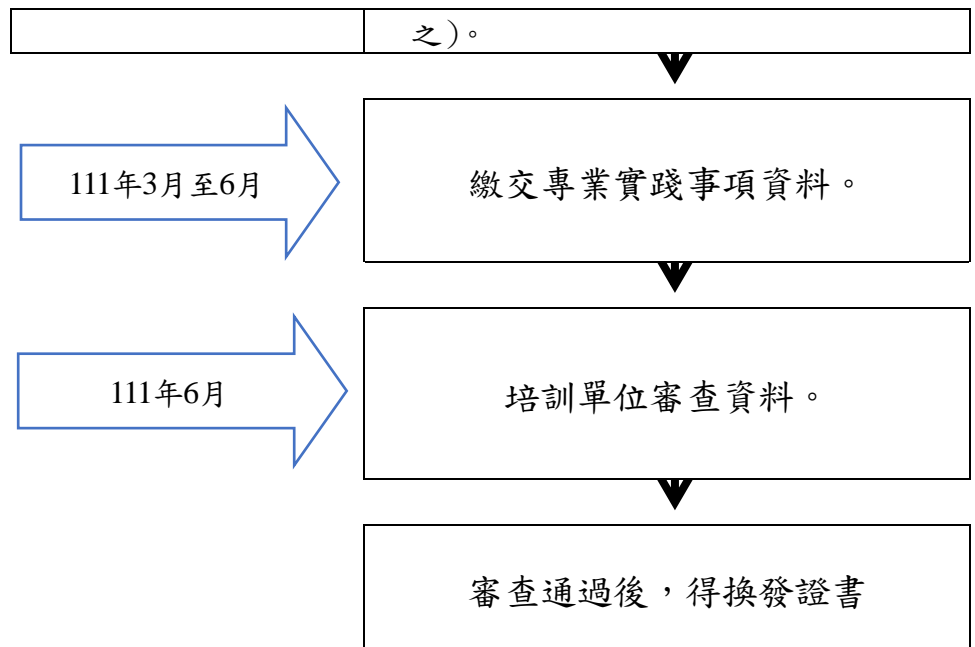 之)。
111年3月至6月
繳交專業實踐事項資料。
111年6月
培訓單位審查資料。
審查通過後，得換發證書